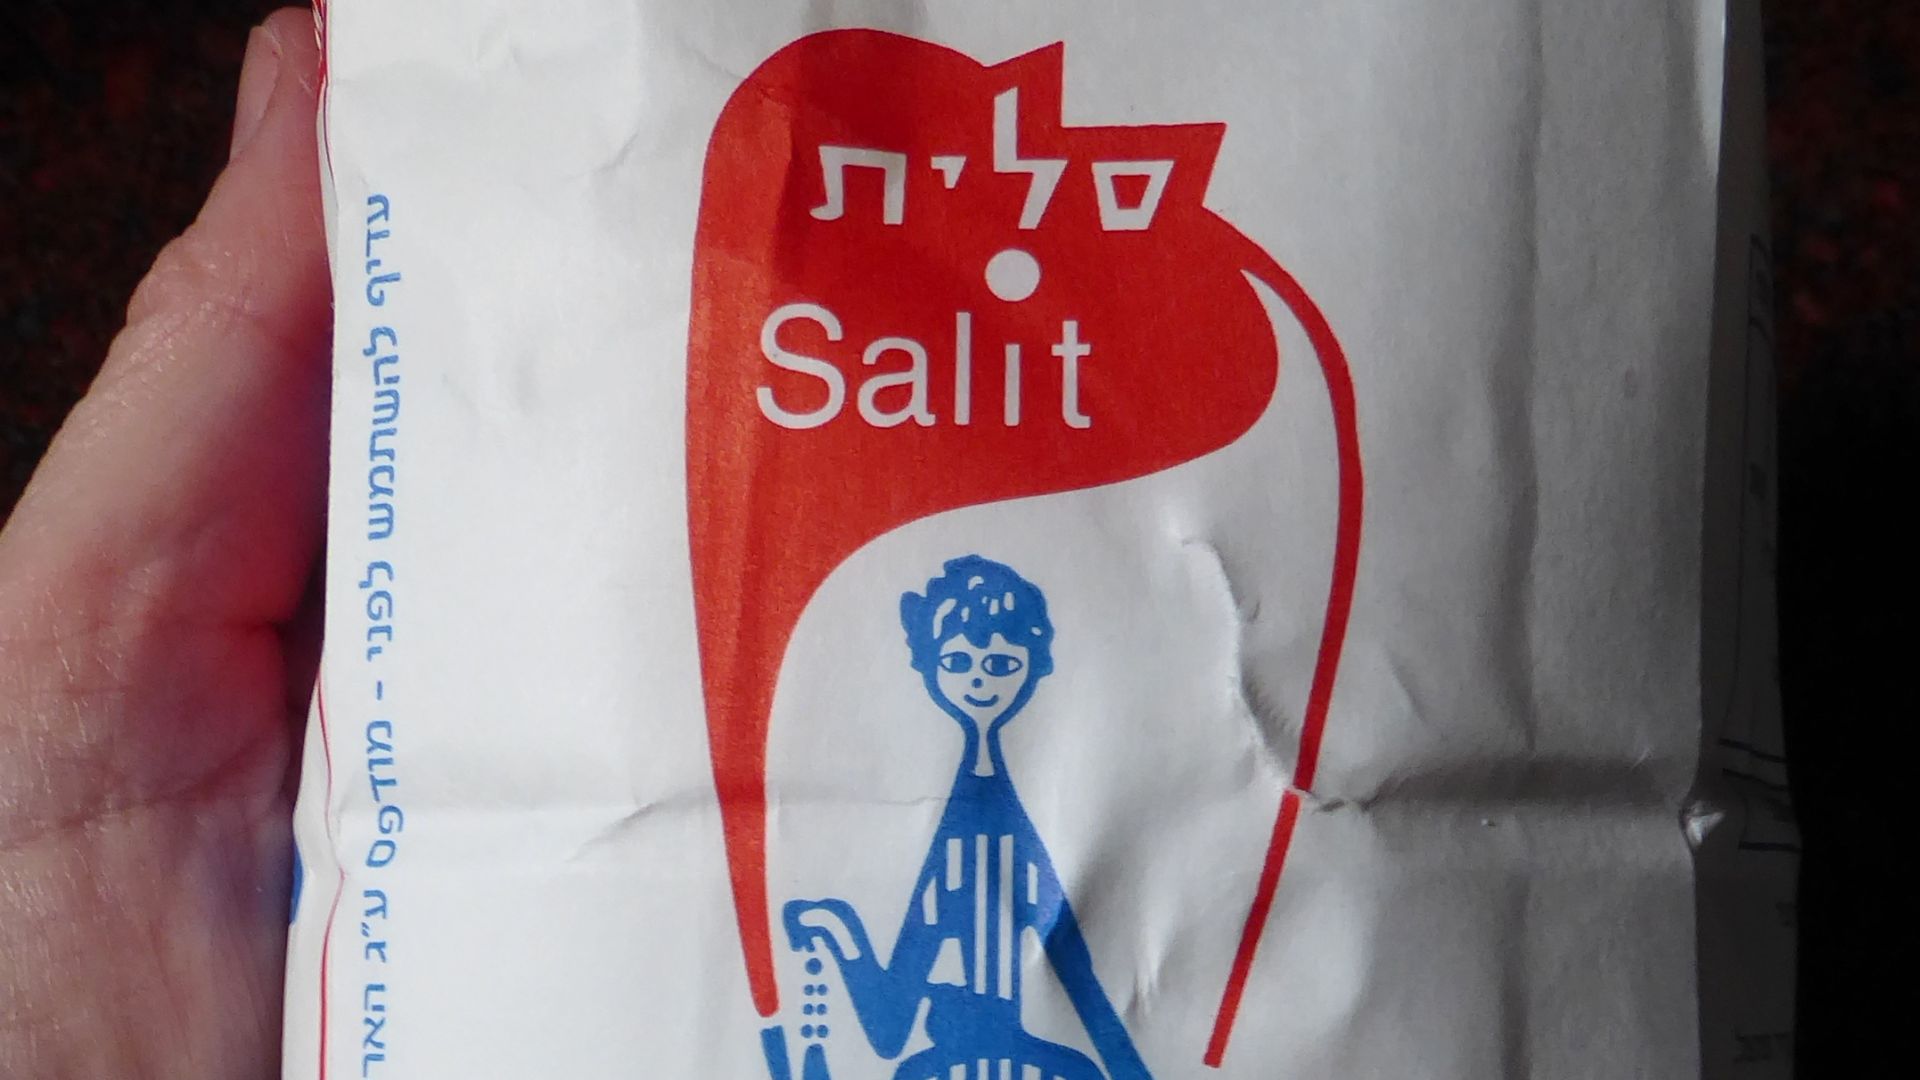 סלית
Salit
עדיף להשתמש לפני - מודפס ע״ג האר